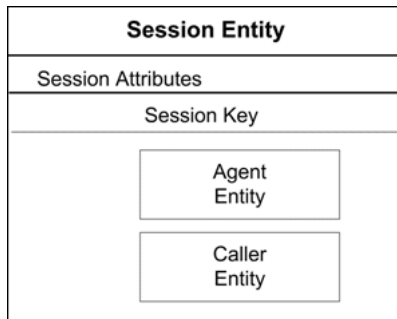 Session Entity
Session Attributes
Session Key
Agent
Entity
Caller
Entity